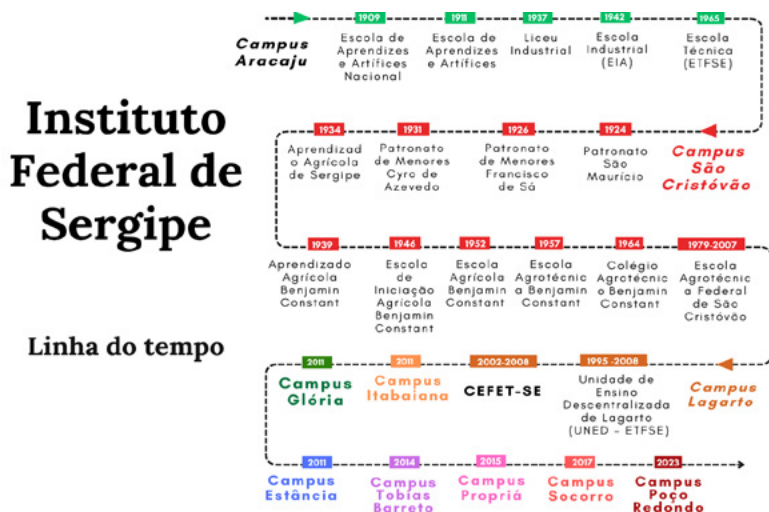 Instituto
Federal de
Sergipe
Linha do tempo
Campus
Aracaju
1909
Escola de
Aprendizes
e Artífices
Nacional
1911
Escola de
Aprendizes
e Artífices
1937
Liceu
Industrial
1942
Escola
Industrial
(EIA)
1965
Escola
Técnica
(ETFSE)
Campus
São
Cristóvão
1924
Patronato
São
Maurício
1926
Patronato
de Menores
Francisco
de Sá
1931
Patronato
de Menores
Cyro de
Azevedo
1934
Aprendizad
o Agrícola
de Sergipe
1939
Aprendizado
Agrícola
Benjamin
Constant
1946
Escola
de
Iniciação
Agrícola
Benjamin
Constant
1952
Escola
Agrícola
Benjamin
Constant
1957
Escola
Agrotécnic
a Benjamin
Constant
1964
Colégio
Agrotécnic
o Benjamin
Constant
1979-2007
Escola
Agrotécnic
a Federal
de São
Cristóvão
Campus
Lagarto
1995-2008
Unidade de
Ensino
Descentralizada
de Lagarto
(UNED - ETFSE)
2002-2008
CEFET-SE
2011
Campus
Itabaiana
2011
Campus
Glória
2011
Campus
Estância
2014
Campus
Tobias
Barreto
2015
Campus
Propriá
2017
Campus
Socorro
2023
Campus
Poço
Redondo